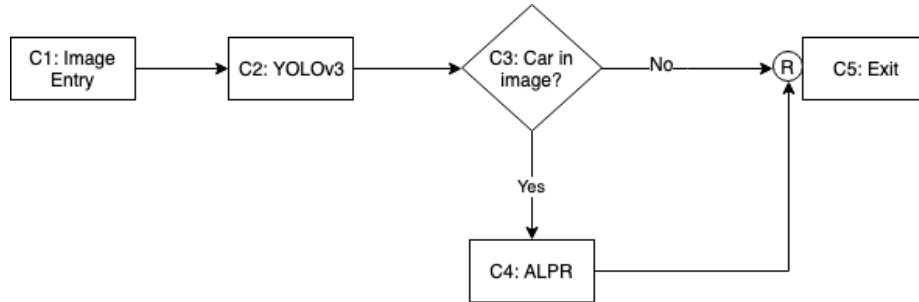 C1: Image
Entry
C2: YOLOv3
C3: Car in
image?
No
R
C5: Exit
Yes
C4: ALPR